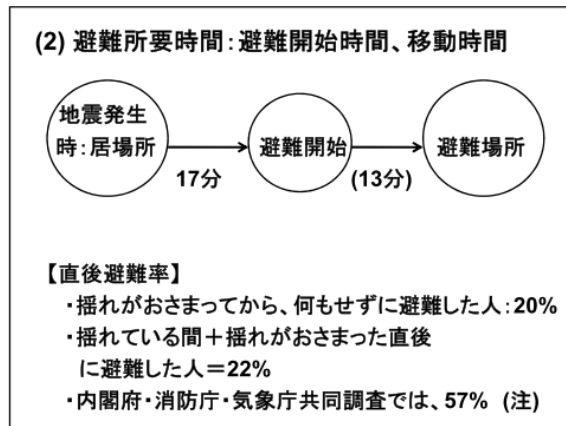 (2) 避難所要時間：避難開始時間、移動時間
地震発生
時：居場所
避難開始
避難場所
17分
(13分)
【直後避難率】
・揺れがおさまってから、何もせずに避難した人：20%
・揺れている間＋揺れがおさまった直後
に避難した人＝22%
・内閣府・消防庁・気象庁共同調査では、57% (注)